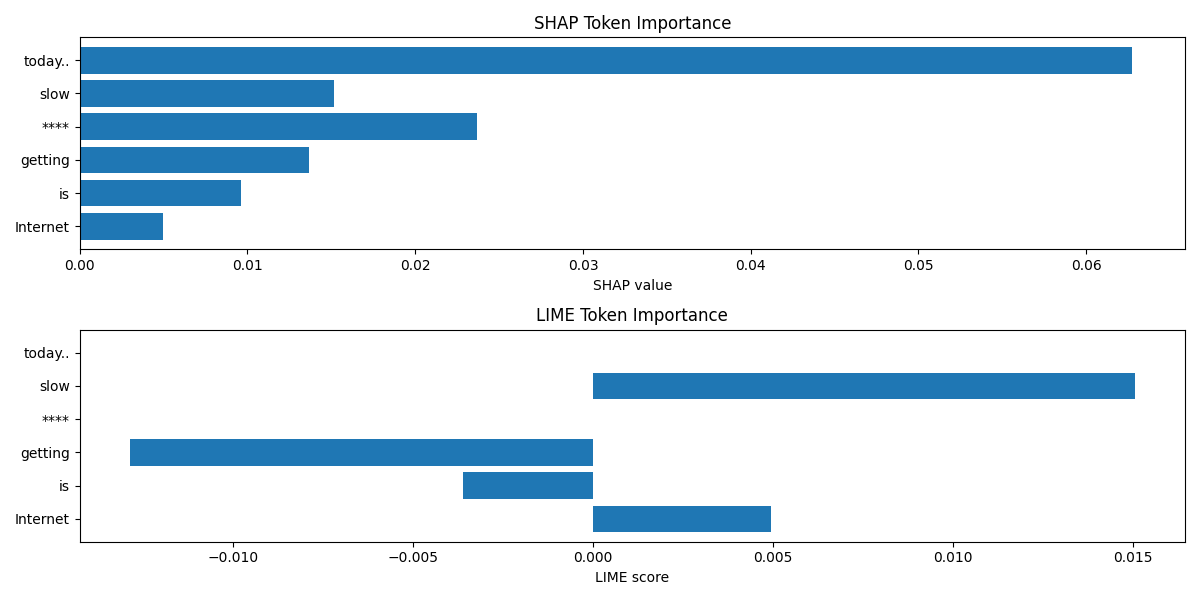 SHAP Token Importance
today..
slow
****
getting
is
Internet
0.00 0.01 0.02 0.03 0.04 0.05 0.06
SHAP value
LIME Token Importance
today..
slow
****
getting
is
Internet
−0.010 −0.005 0.000 0.005 0.010 0.015
LIME score